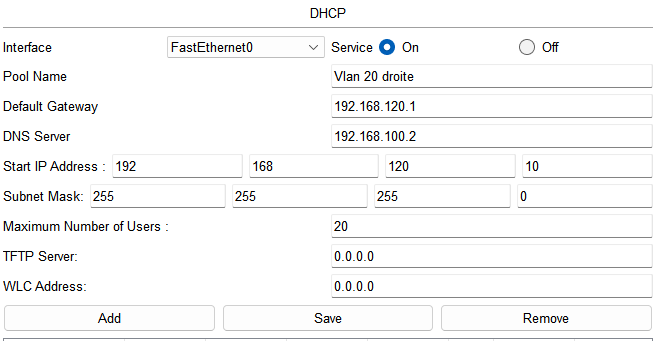 DHCP
Interface FastEthernet0 Service On Off
Pool Name Vlan 20 droite
Default Gateway 192.168.120.1
DNS Server 192.168.100.2
Start IP Address : 192 168 120 10
Subnet Mask: 255 255 255 0
Maximum Number of Users : 20
TFTP Server: 0.0.0.0
WLC Address: 0.0.0.0
Add Save Remove